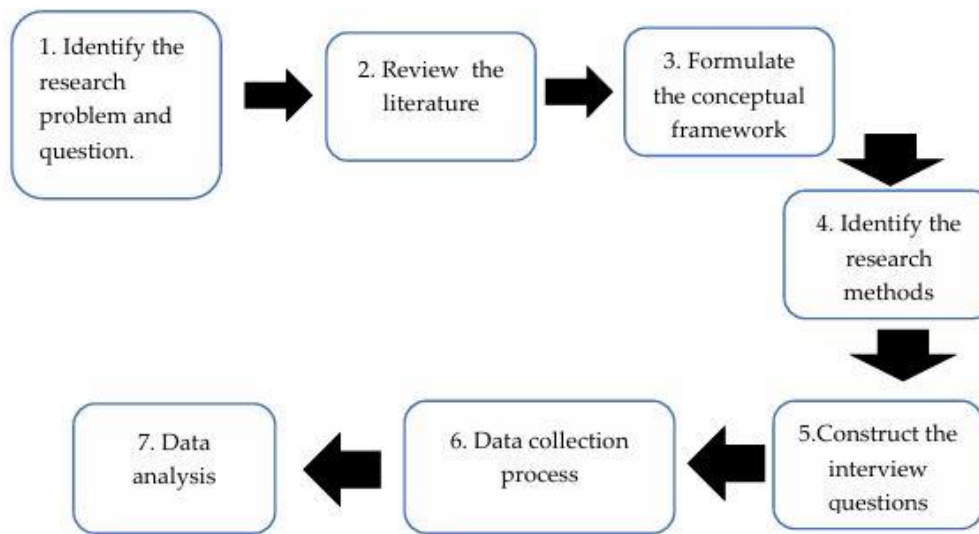 1. Identify the
research
problem and
question.
2. Review the
literature
3. Formulate
the conceptual
framework
4. Identify the
research
methods
5.Construct the
interview
questions
6. Data collection
process
7. Data
analysis